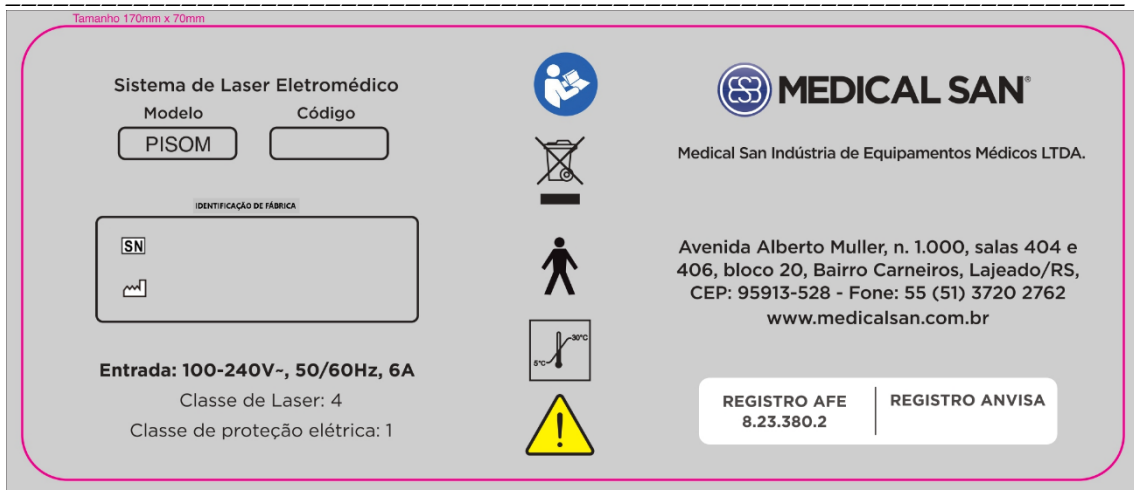 Tamanho 170mm x 70mm
Sistema de Laser Eletromédico
Modelo Código
PISOM
IDENTIFICAÇÃO DE FÁBRICA
SN
Entrada: 100-240V~, 50/60Hz, 6A
Classe de Laser: 4
Classe de proteção elétrica: 1
5°C 30°C
!
MEDICAL SAN®
Medical San Indústria de Equipamentos Médicos LTDA.
Avenida Alberto Muller, n. 1.000, salas 404 e
406, bloco 20, Bairro Carneiros, Lajeado/RS,
CEP: 95913-528 - Fone: 55 (51) 3720 2762
www.medicalsan.com.br
REGISTRO AFE
8.23.380.2
REGISTRO ANVISA